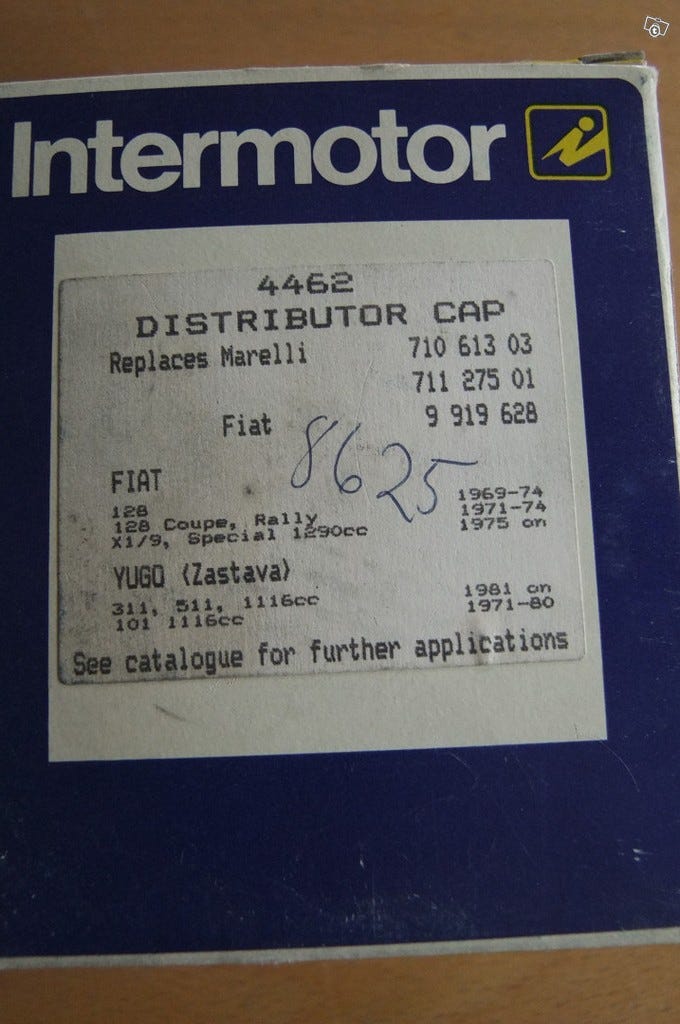 Intermotor
4462
DISTRIBUTOR CAP
Replaces Marelli 710 613 03
711 275 01
Fiat 9 919 628
8625
FIAT
128 1969-74
128 Coupe, Rally 1971-74
X1/9, Special 1290cc 1975 on
YUGO (Zastava)
311, 511, 1116cc 1981 on
101 1116cc 1971-80
See catalogue for further applications